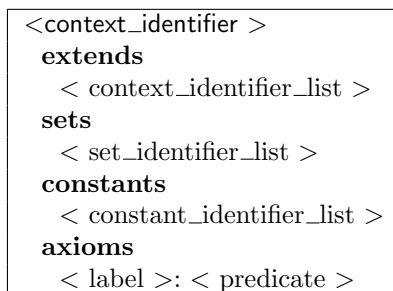 <context_identifier >
extends
< context_identifier_list >
sets
< set_identifier_list >
constants
< constant_identifier_list >
axioms
< label >: < predicate >